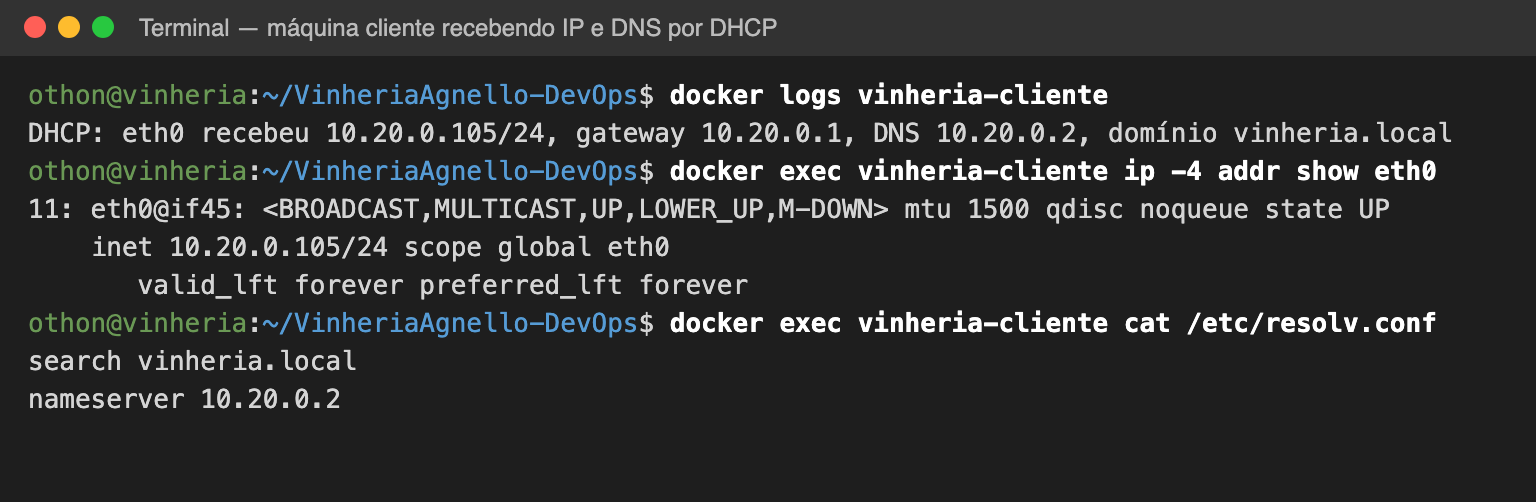 Terminal — máquina cliente recebendo IP e DNS por DHCP
othon@vinheria:~/VinheriaAgnello-DevOps$ docker logs vinheria-cliente
DHCP: eth0 recebeu 10.20.0.105/24, gateway 10.20.0.1, DNS 10.20.0.2, domínio vinheria.local
othon@vinheria:~/VinheriaAgnello-DevOps$ docker exec vinheria-cliente ip -4 addr show eth0
11: eth0@if45: <BROADCAST,MULTICAST,UP,LOWER_UP,M-DOWN> mtu 1500 qdisc noqueue state UP
    inet 10.20.0.105/24 scope global eth0
       valid_lft forever preferred_lft forever
othon@vinheria:~/VinheriaAgnello-DevOps$ docker exec vinheria-cliente cat /etc/resolv.conf
search vinheria.local
nameserver 10.20.0.2